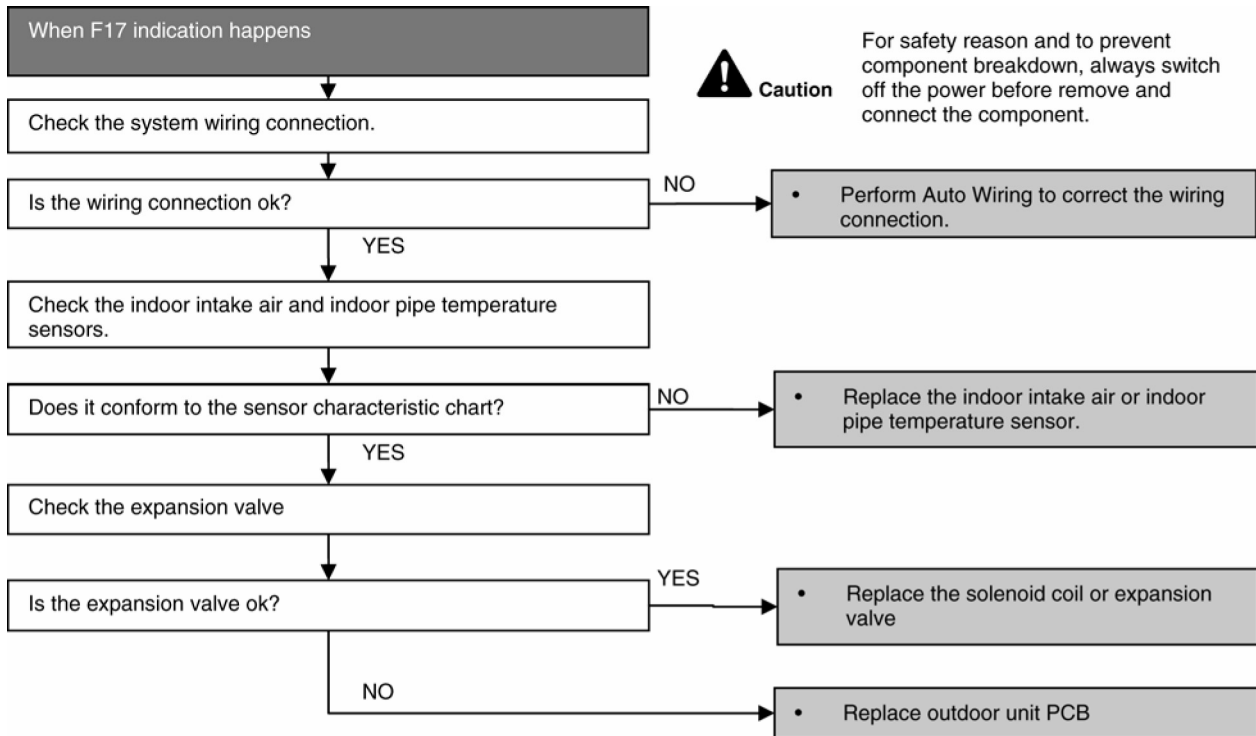 When F17 indication happens
Caution
For safety reason and to prevent
component breakdown, always switch
off the power before remove and
connect the component.
Check the system wiring connection.
Is the wiring connection ok?
NO
• Perform Auto Wiring to correct the wiring
connection.
YES
Check the indoor intake air and indoor pipe temperature
sensors.
Does it conform to the sensor characteristic chart?
NO
• Replace the indoor intake air or indoor
pipe temperature sensor.
YES
Check the expansion valve
Is the expansion valve ok?
YES
• Replace the solenoid coil or expansion
valve
NO
• Replace outdoor unit PCB